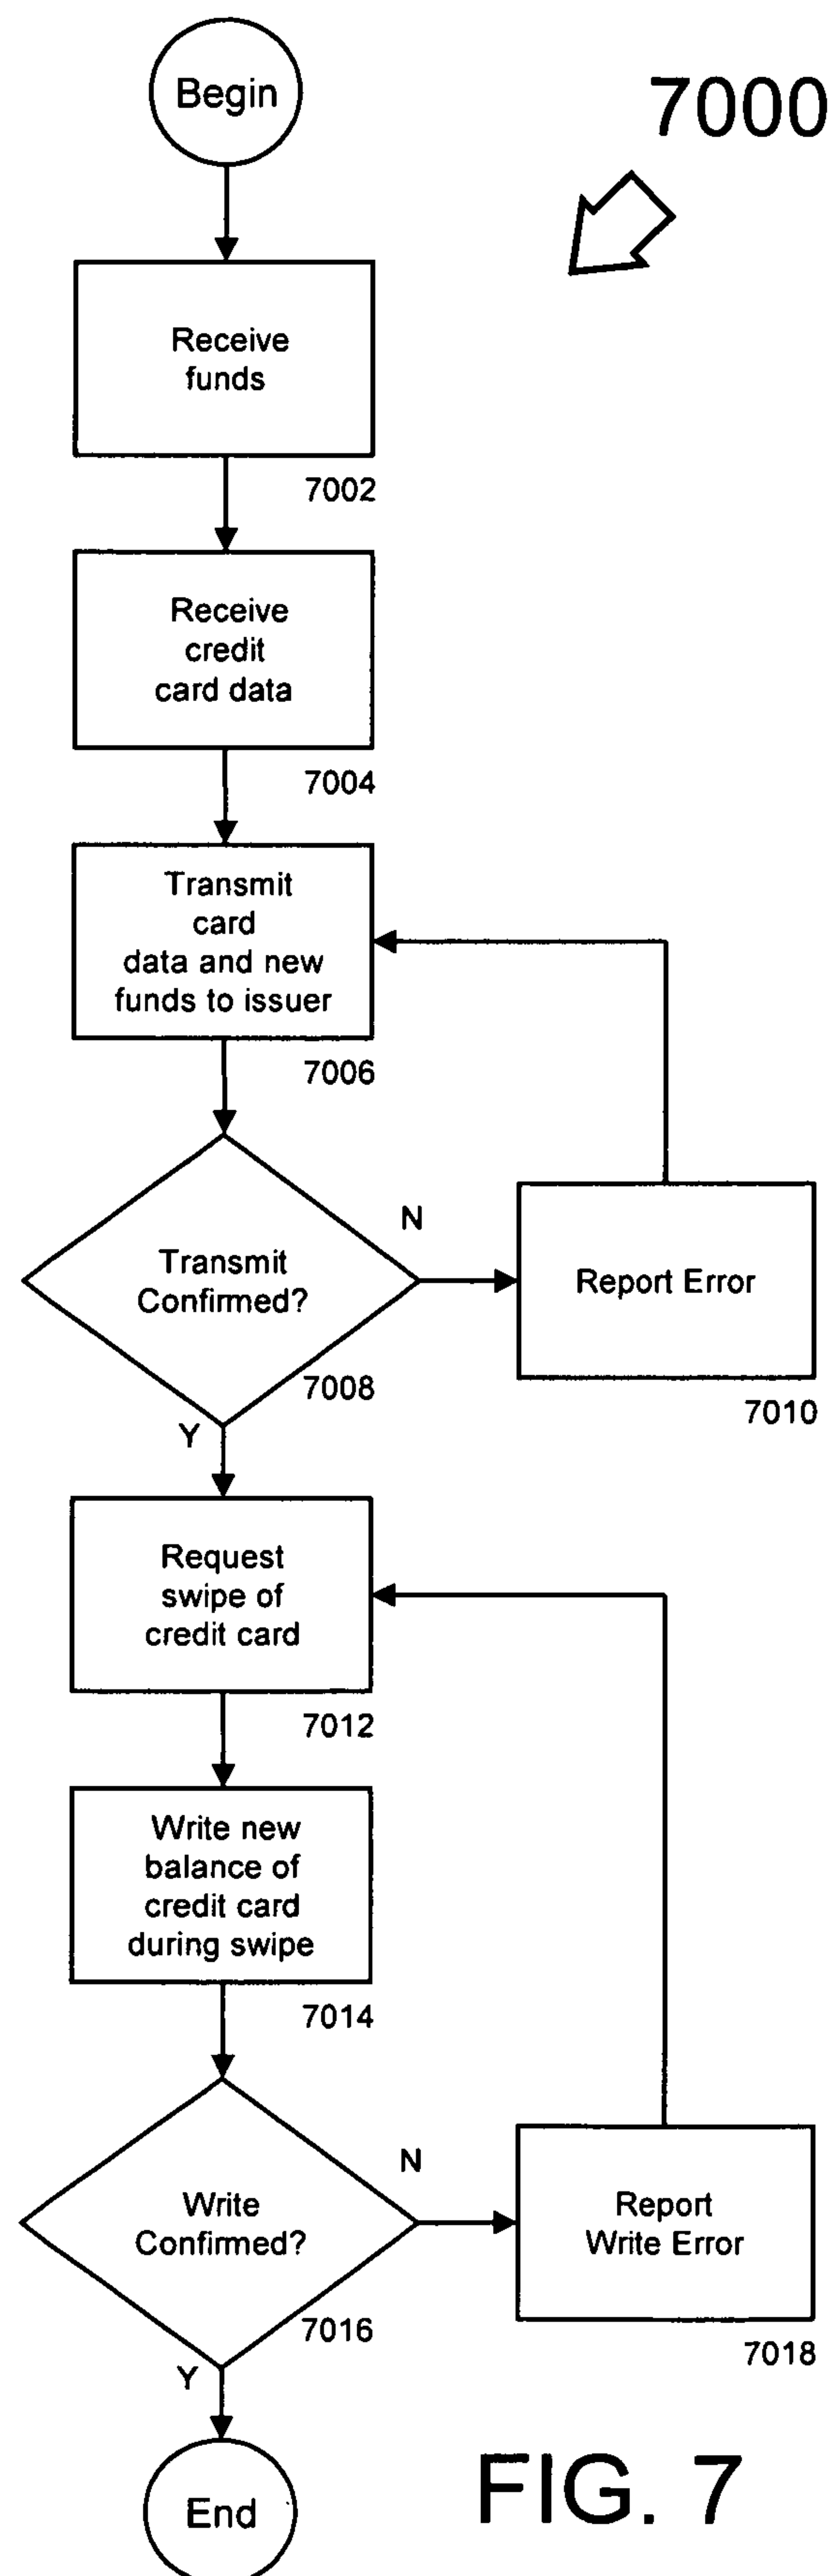 Begin
7000
Receive
funds
7002
Receive
credit
card data
7004
Transmit
card
data and new
funds to issuer
7006
Transmit
Confirmed?
7008
N
Y
Report Error
7010
Request
swipe of
credit card
7012
Write new
balance of
credit card
during swipe
7014
Write
Confirmed?
7016
N
Y
Report
Write Error
7018
End
FIG. 7